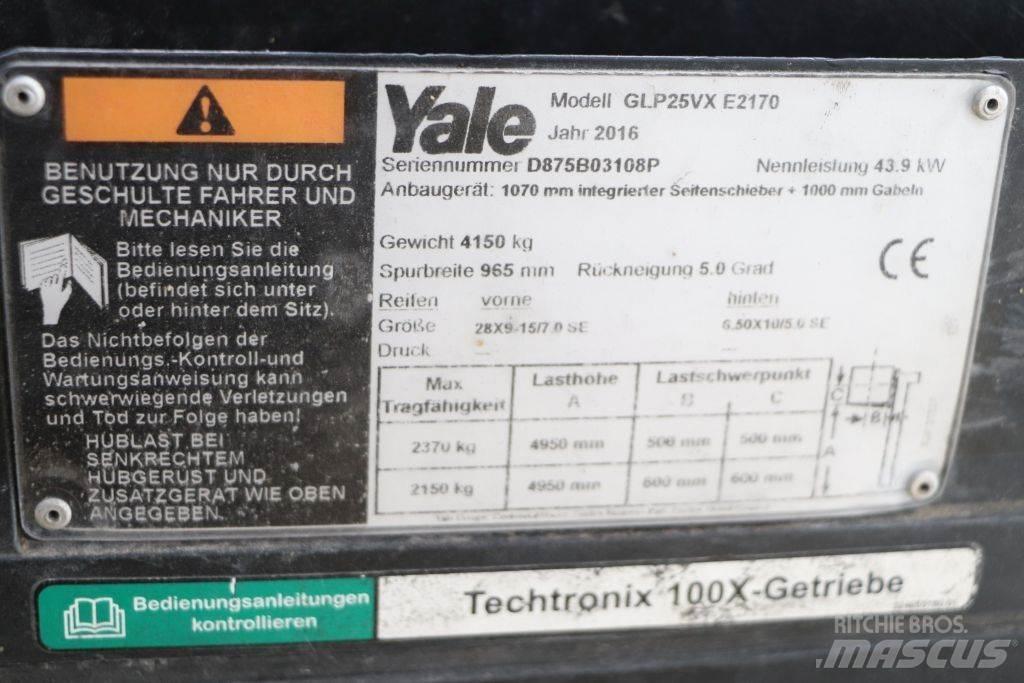 BENUTZUNG NUR DURCH
GESCHULTE FAHRER UND
MECHANIKER
Bitte lesen Sie die
Bedienungsanleitung
(befindet sich unter
oder hinter dem Sitz).
Das Nichtbefolgen der
Bedienungs.-Kontroll-und
Wartungsanweisung kann
schwerwiegende Verletzungen
und Tod zur Folge haben!
HUBLAST BEI
SENKRECHTEM
HUBGERÜST UND
ZUSATZGERÄT WIE OBEN
ANGEGEBEN.
Yale
Modell GLP25VX E2170
Jahr 2016
Seriennummer D875B03108P Nennleistung 43.9 kW
Anbaugerät: 1070 mm integrierter Seitenschieber + 1000 mm Gabeln
Gewicht 4150 kg
Spurbreite 965 mm Rückneigung 5.0 Grad
CE
Reifen vorne hinten
Größe 28X9-15/7.0 SE 6.50X10/5.0 SE
Druck — —
Max Lasthöhe Lastschwerpunkt
Tragfähigkeit A B C
2370 kg 4950 mm 500 mm 500 mm
2150 kg 4950 mm 600 mm 600 mm
C
B
A
Bedienungsanleitungen
kontrollieren
Techtronix 100X-Getriebe
RITCHIE BROS.
MASCUS